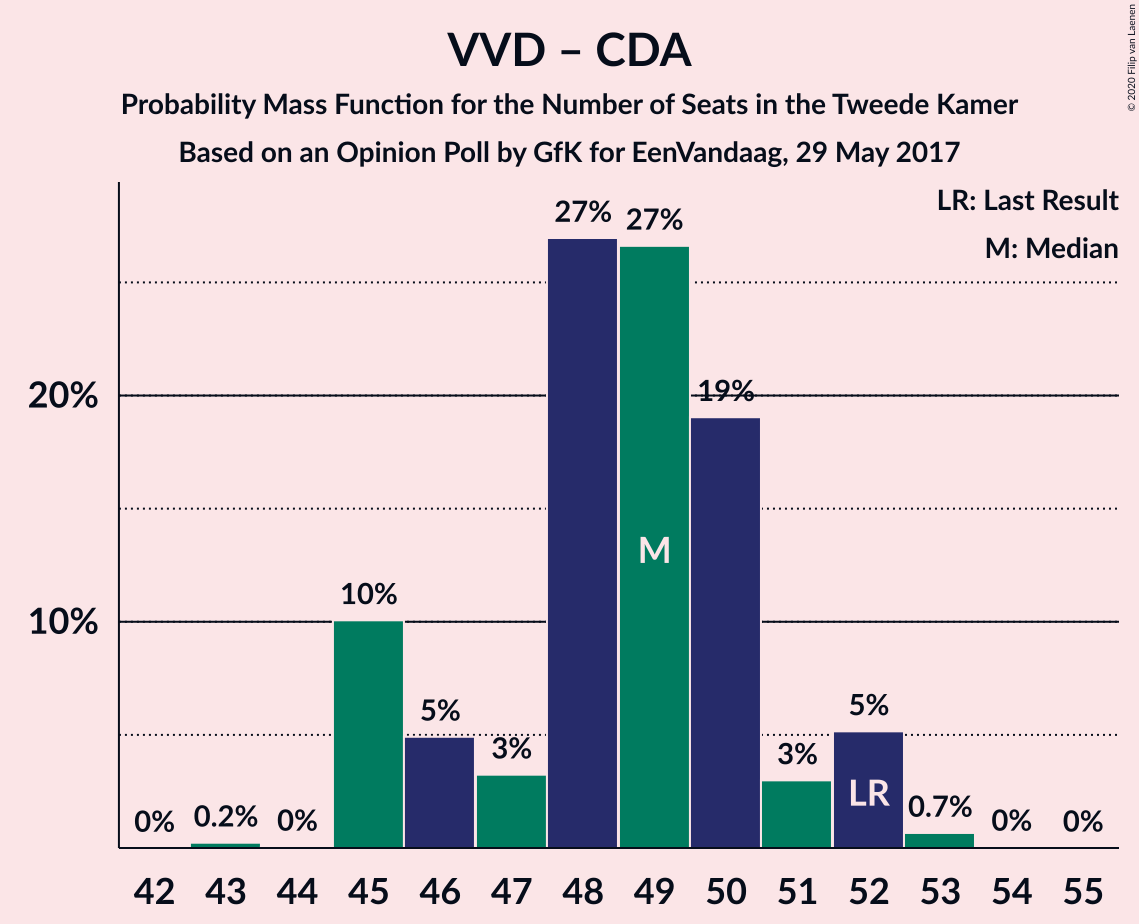 VVD – CDA
Probability Mass Function for the Number of Seats in the Tweede Kamer
Based on an Opinion Poll by GfK for EenVandaag, 29 May 2017
© 2020 Filip van Laenen
LR: Last Result
M: Median
27%
27%
20%
19%
M
10%
10%
5%
5%
3%
3%
LR
0%
0.2%
0%
0.7%
0%
0%
42 43 44 45 46 47 48 49 50 51 52 53 54 55